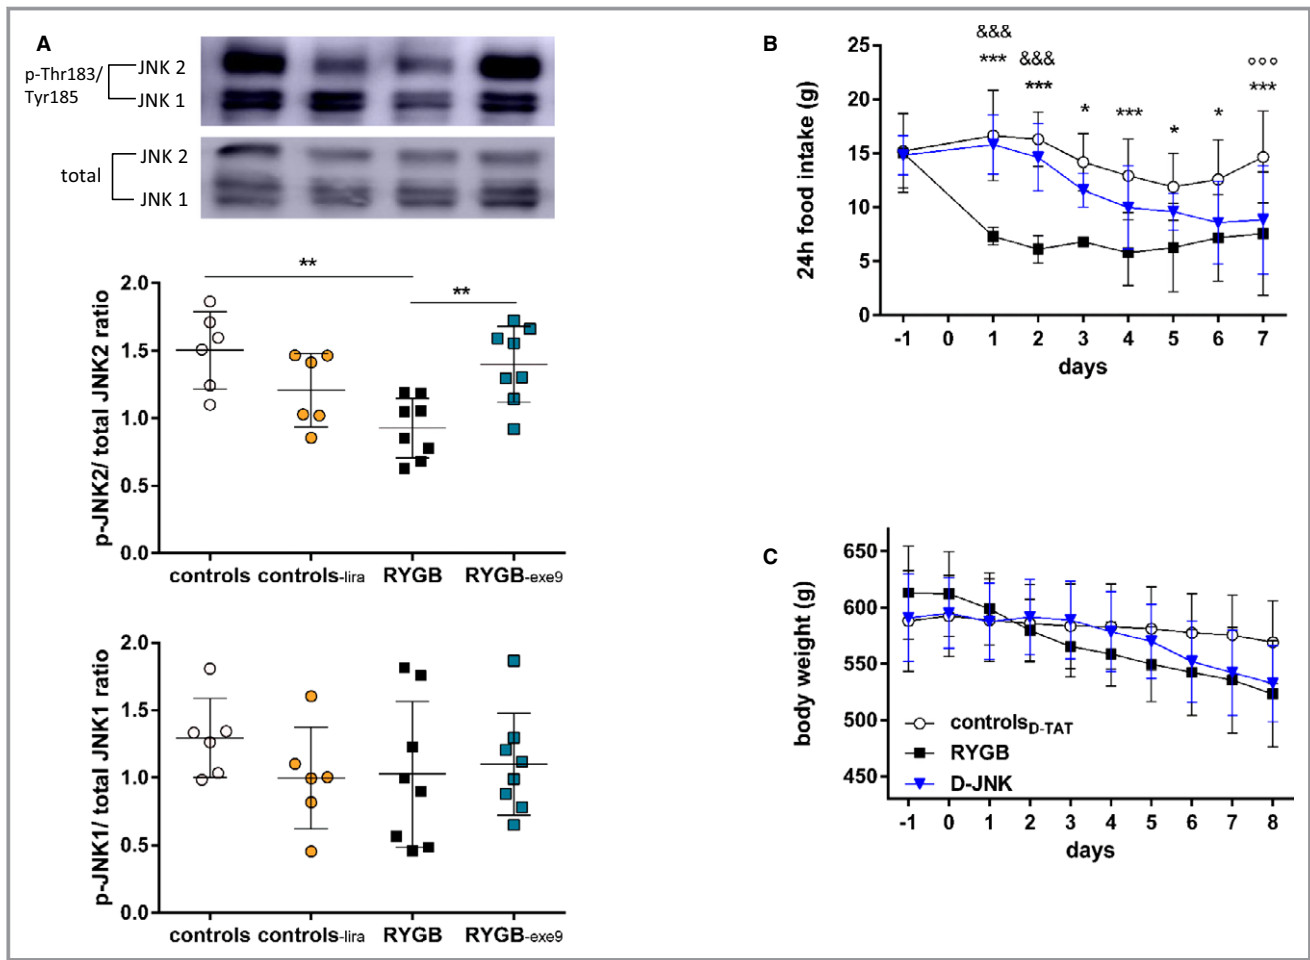 A
p-Thr183/
Tyr185
JNK 2
JNK 1
total
JNK 2
JNK 1
p-JNK2/ total JNK2 ratio
2.0
1.5
1.0
0.5
0.0
**
**
controls controls-lira RYGB RYGB-exe9
p-JNK1/ total JNK1 ratio
2.0
1.5
1.0
0.5
0.0
controls controls-lira RYGB RYGB-exe9
B
24h food intake (g)
25
20
15
10
5
0
&&&
***
&&&
***
*
***
*
*
°°°
***
-1 0 1 2 3 4 5 6 7
days
C
body weight (g)
650
600
550
500
450
controlsD-TAT
RYGB
D-JNK
-1 0 1 2 3 4 5 6 7 8
days